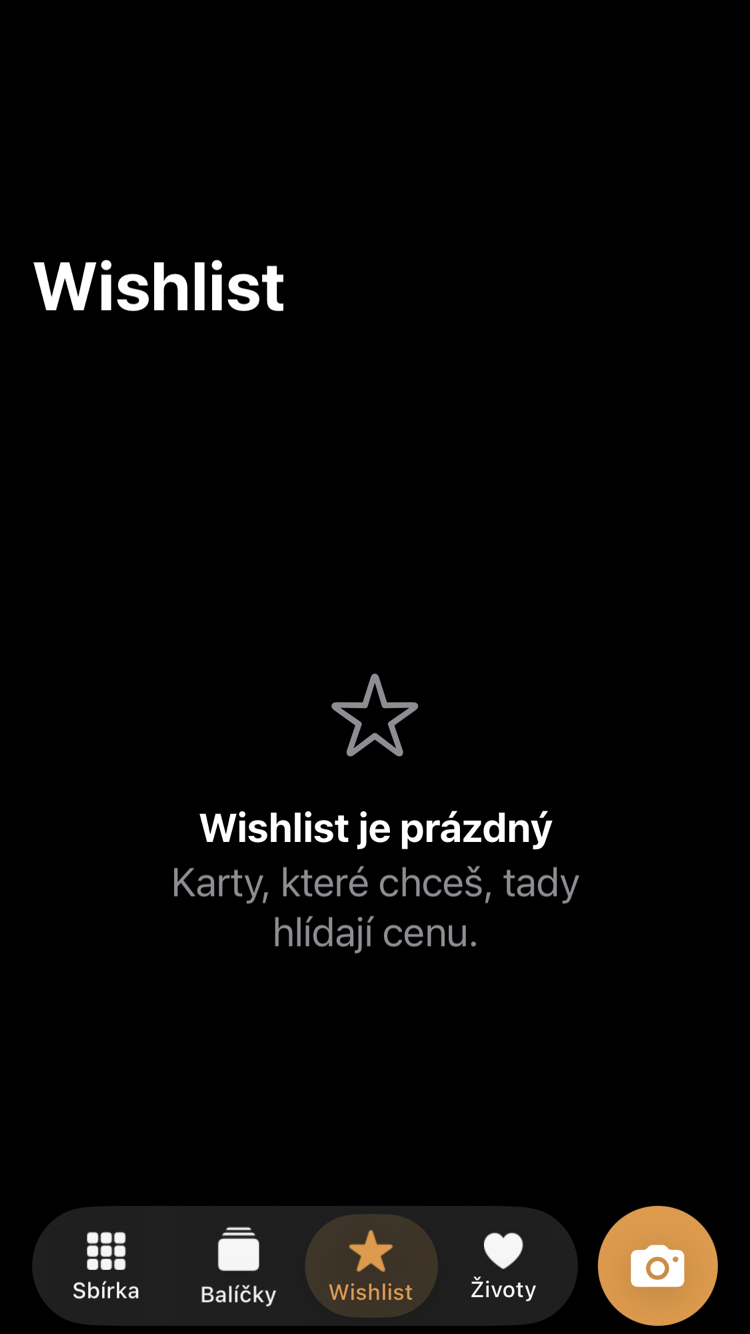 Wishlist
Wishlist je prázdný
Karty, které chceš, tady
hlídají cenu.
Sbírka
Balíčky
Wishlist
Životy